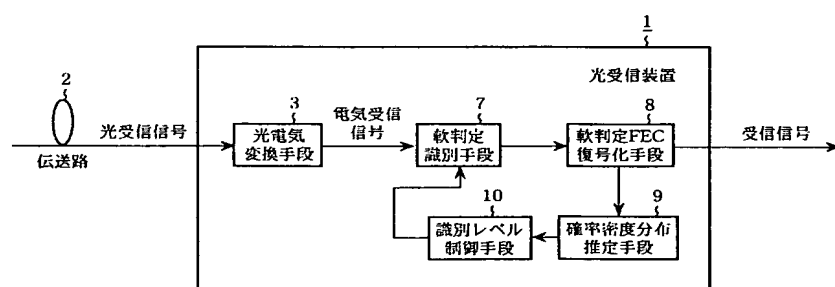 1
光受信装置
2
光受信信号
伝送路
3
光電気
変換手段
電気受信
信号
7
軟判定
識別手段
8
軟判定FEC
復号化手段
受信信号
10
識別レベル
制御手段
9
確率密度分布
推定手段